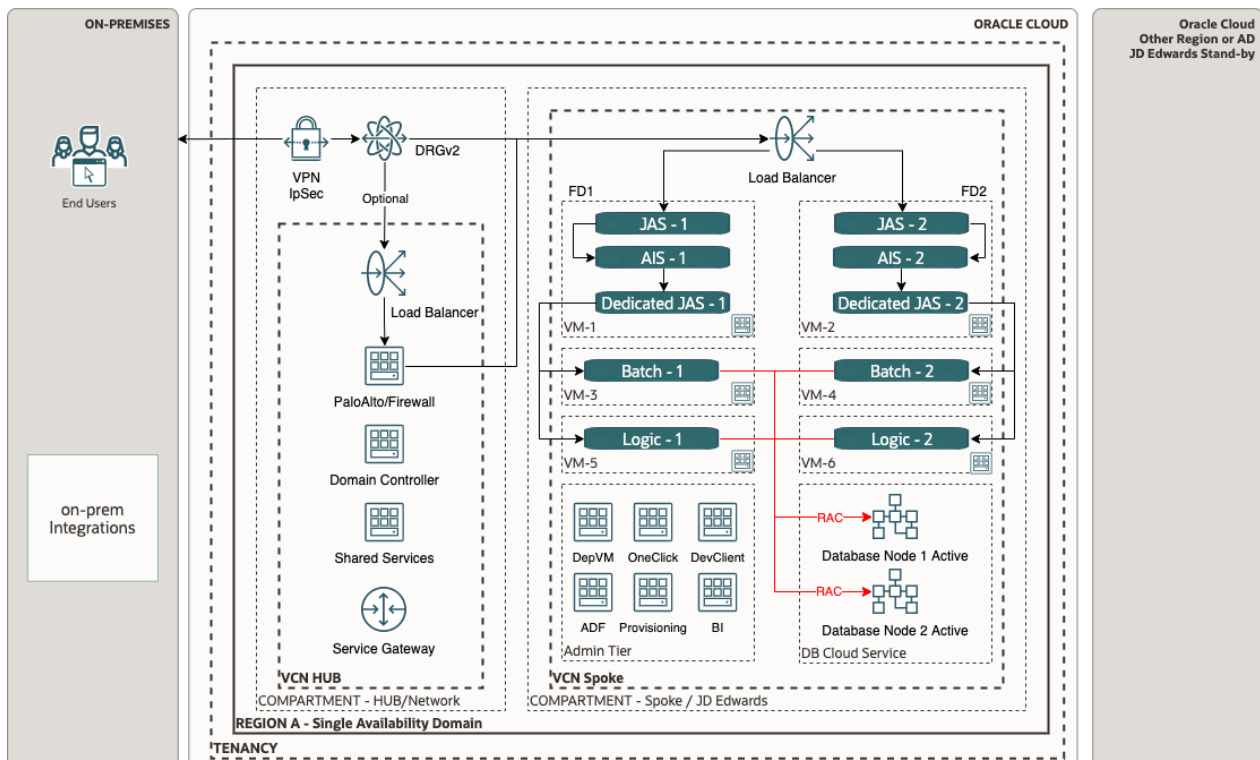 ON-PREMISES
End Users
on-prem
Integrations
ORACLE CLOUD
VPN
IpSec
DRGv2
Optional
Load Balancer
PaloAlto/Firewall
Domain Controller
Shared Services
Service Gateway
VCN HUB
COMPARTMENT - HUB/Network
Load Balancer
FD1
FD2
JAS - 1
AIS - 1
Dedicated JAS - 1
VM-1
JAS - 2
AIS - 2
Dedicated JAS - 2
VM-2
Batch - 1
VM-3
Batch - 2
VM-4
Logic - 1
VM-5
Logic - 2
VM-6
DepVM
OneClick
DevClient
ADF
Provisioning
BI
Admin Tier
RAC
Database Node 1 Active
RAC
Database Node 2 Active
DB Cloud Service
VCN Spoke
COMPARTMENT - Spoke / JD Edwards
REGION A - Single Availability Domain
TENANCY
Oracle Cloud
Other Region or AD
JD Edwards Stand-by